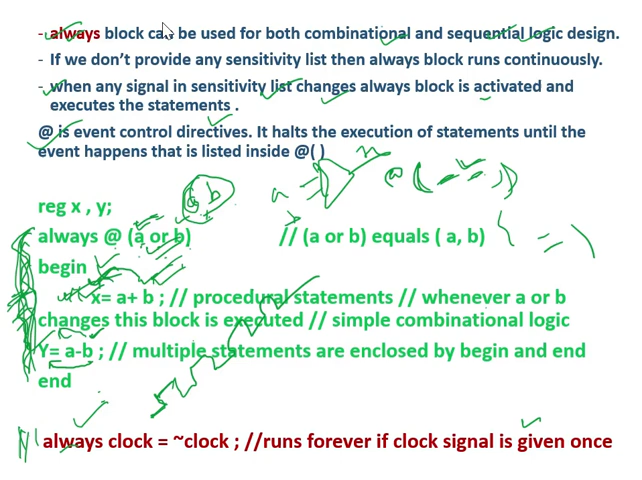 - always block can be used for both combinational and sequential logic design.
- If we don't provide any sensitivity list then always block runs continuously.
- when any signal in sensitivity list changes always block is activated and
executes the statements .
@ is event control directives. It halts the execution of statements until the
event happens that is listed inside @( )
a b
a
b
n
@ ( )
reg x , y;
always @ (a or b) // (a or b) equals ( a, b)
begin
x= a+ b ; // procedural statements // whenever a or b
changes this block is executed // simple combinational logic
Y= a-b ; // multiple statements are enclosed by begin and end
end
always clock = ~clock ; //runs forever if clock signal is given once